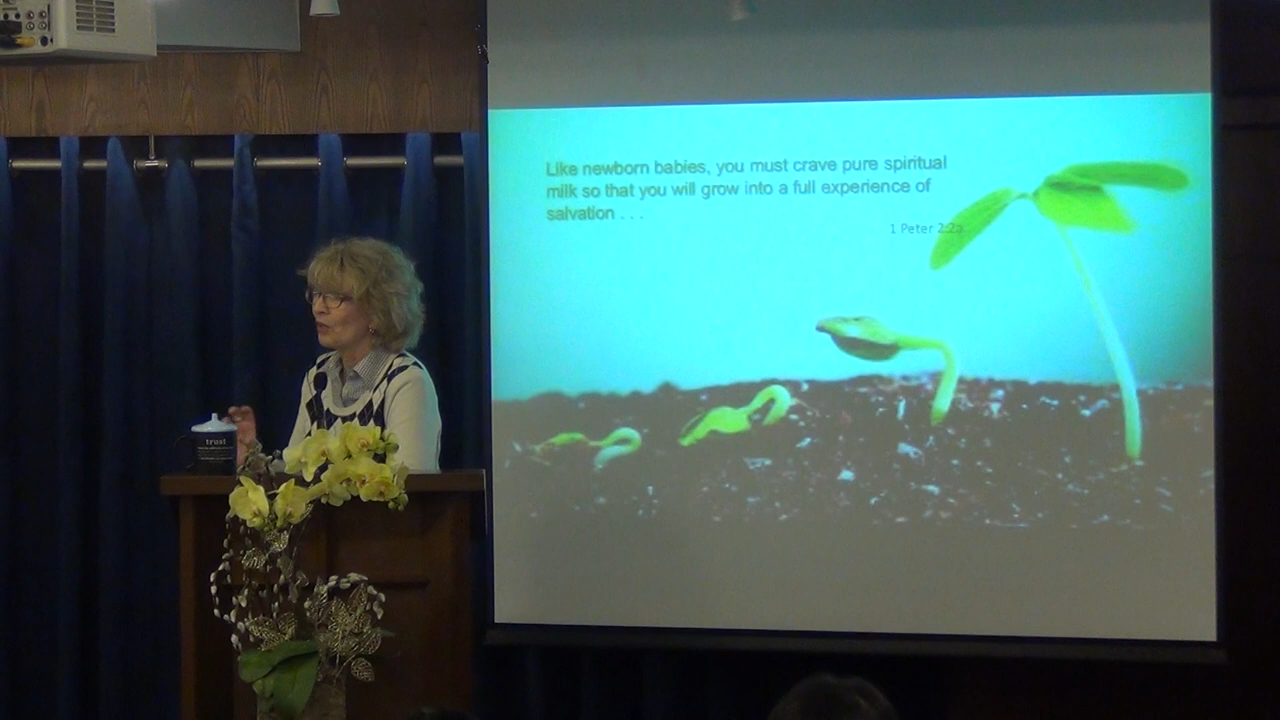 Like newborn babies, you must crave pure spiritual
milk so that you will grow into a full experience of
salvation . . .
1 Peter 2:2a
trust